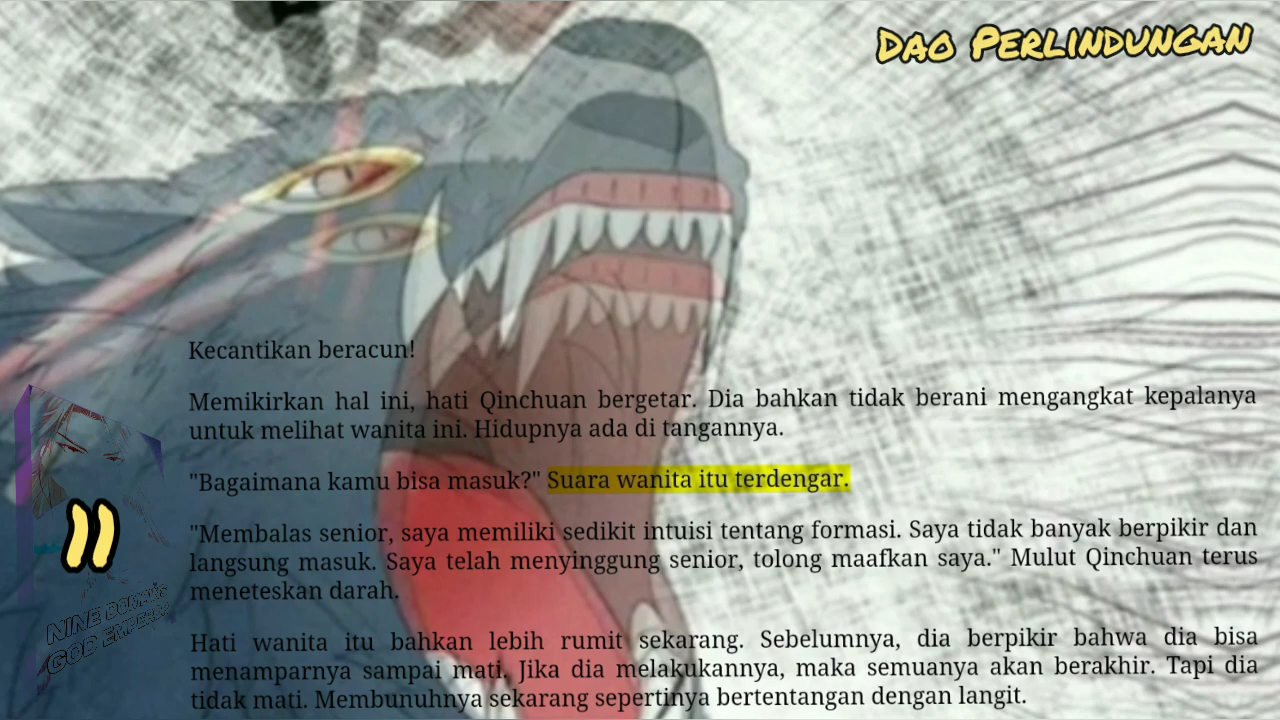 Dao Perlindungan
Kecantikan beracun!
Memikirkan hal ini, hati Qinchuan bergetar. Dia bahkan tidak berani mengangkat kepalanya
untuk melihat wanita ini. Hidupnya ada di tangannya.
"Bagaimana kamu bisa masuk?" Suara wanita itu terdengar.
"Membalas senior, saya memiliki sedikit intuisi tentang formasi. Saya tidak banyak berpikir dan
langsung masuk. Saya telah menyinggung senior, tolong maafkan saya." Mulut Qinchuan terus
meneteskan darah.
Hati wanita itu bahkan lebih rumit sekarang. Sebelumnya, dia berpikir bahwa dia bisa
menamparnya sampai mati. Jika dia melakukannya, maka semuanya akan berakhir. Tapi dia
tidak mati. Membunuhnya sekarang sepertinya bertentangan dengan langit.
NINE
GOD EMPEROR